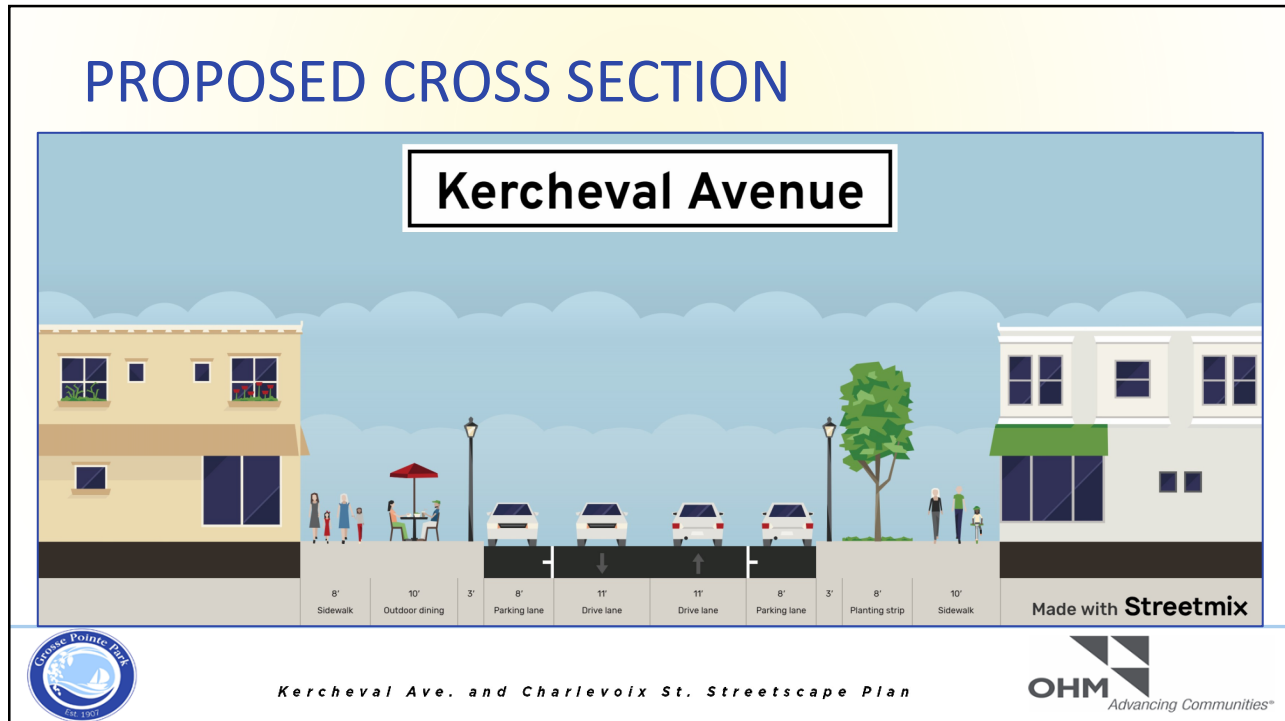 PROPOSED CROSS SECTION
Kercheval Avenue
8' 10' 3' 8' 11' 11' 8' 3' 8' 10'
Sidewalk Outdoor dining Parking lane Drive lane Drive lane Parking lane Planting strip Sidewalk
Made with Streetmix
Grosse Pointe Park
Est. 1907
Kercheval Ave. and Charlevoix St. Streetscape Plan
OHM
Advancing Communities®